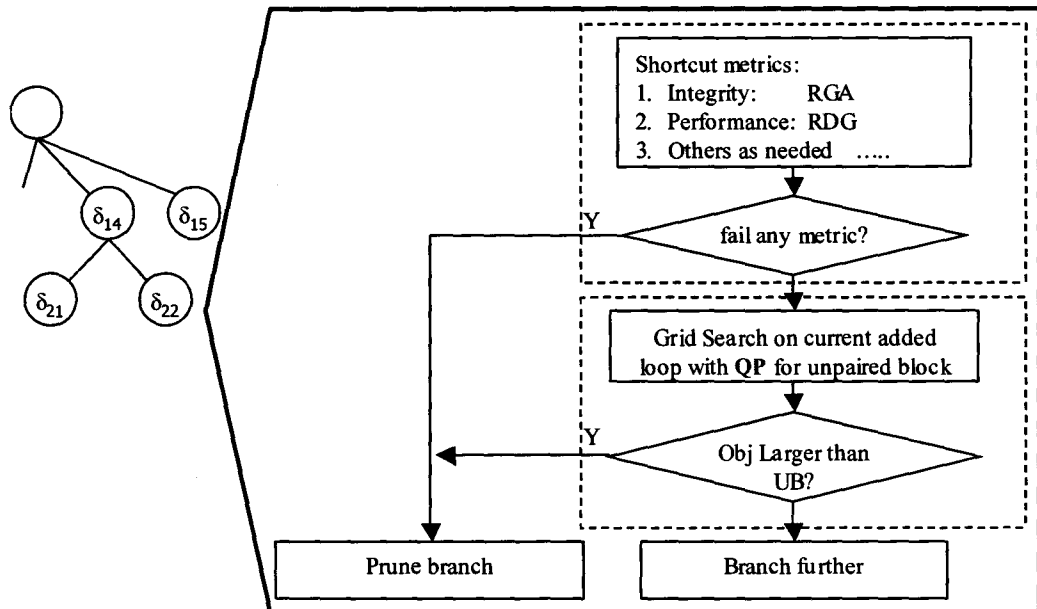 Shortcut metrics:
1. Integrity: RGA
2. Performance: RDG
3. Others as needed .....
δ14
δ15
Y
fail any metric?
δ21
δ22
Grid Search on current added
loop with QP for unpaired block
Y
Obj Larger than
UB?
Prune branch
Branch further